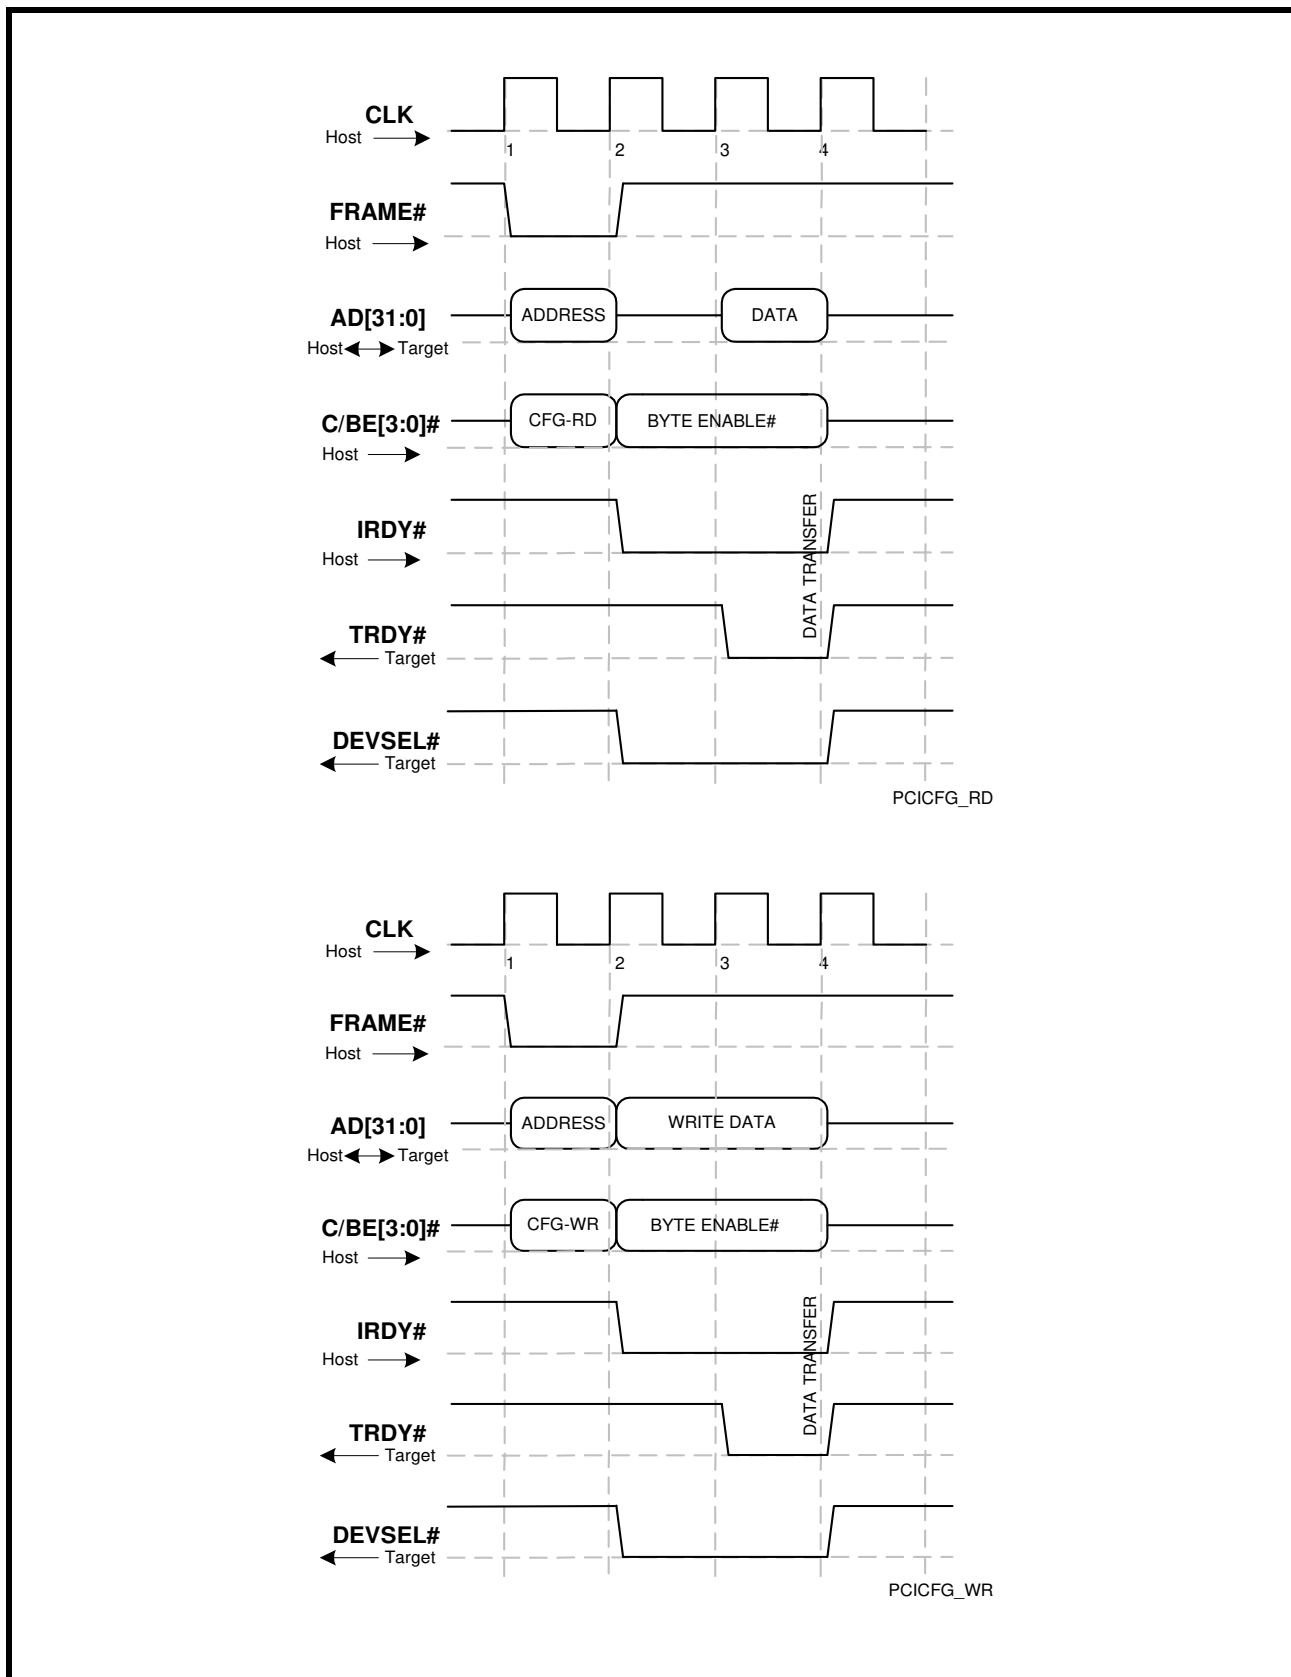 CLK
Host
1 2 3 4
FRAME#
Host
AD[31:0] ADDRESS DATA
Host Target
C/BE[3:0]# CFG-RD BYTE ENABLE#
Host
IRDY#
Host
DATA TRANSFER
TRDY#
Target
DEVSEL#
Target
PCICFG_RD
CLK
Host
1 2 3 4
FRAME#
Host
AD[31:0] ADDRESS WRITE DATA
Host Target
C/BE[3:0]# CFG-WR BYTE ENABLE#
Host
IRDY#
Host
DATA TRANSFER
TRDY#
Target
DEVSEL#
Target
PCICFG_WR